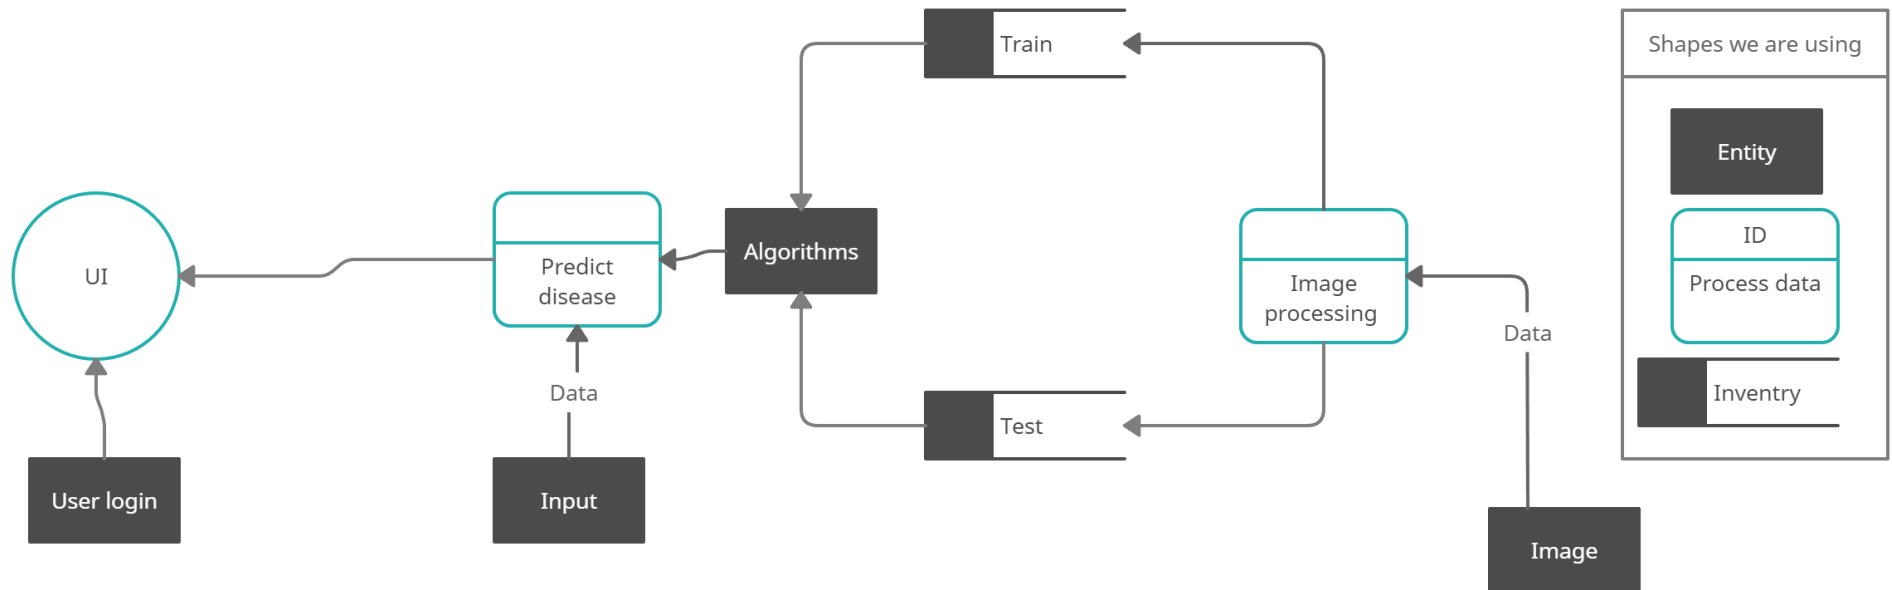 Train
Shapes we are using
Entity
UI
Predict
disease
Algorithms
Image
processing
ID
Process data
Data
Data
Inventry
Test
User login
Input
Image